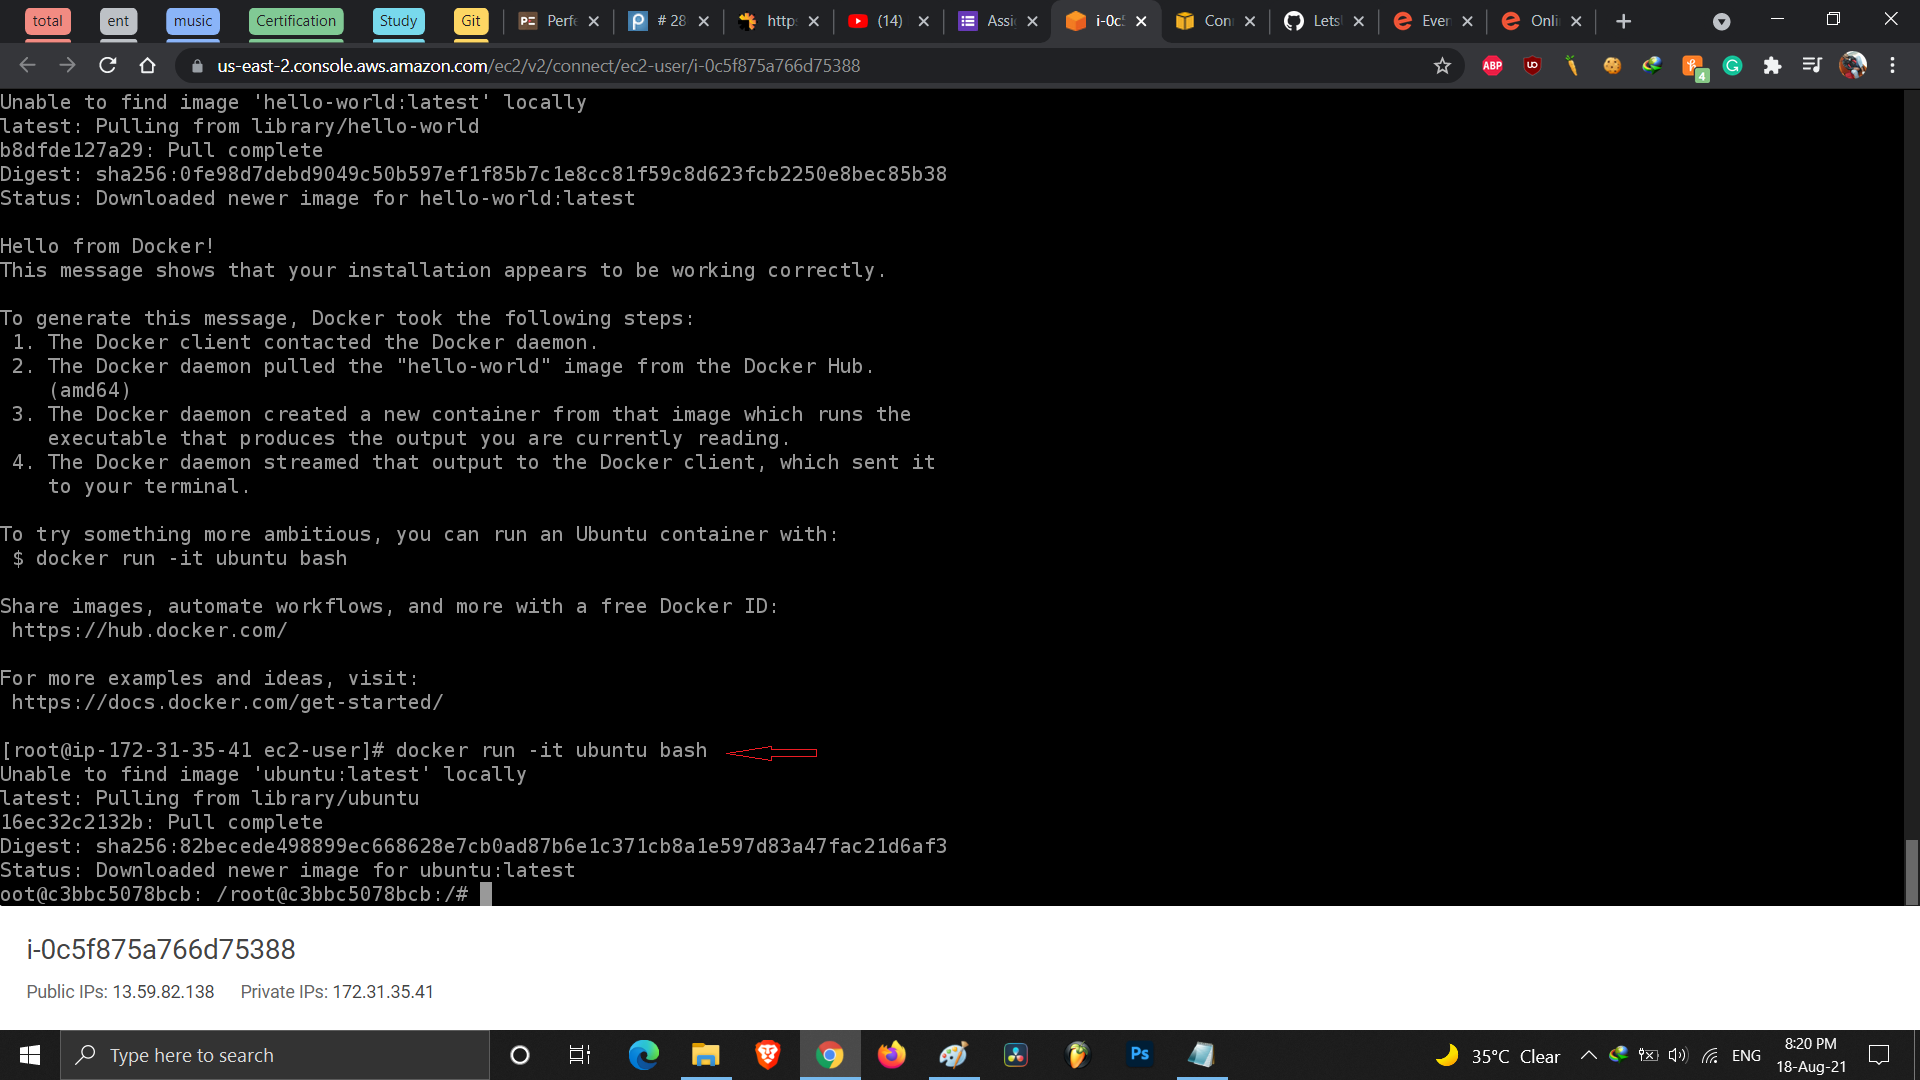 total ent music Certification Study Git Perfe # 28 http (14) Assi i-0c5 Con Lets Even Onli
us-east-2.console.aws.amazon.com/ec2/v2/connect/ec2-user/i-0c5f875a766d75388
ABP
4
Unable to find image 'hello-world:latest' locally
latest: Pulling from library/hello-world
b8dfde127a29: Pull complete
Digest: sha256:0fe98d7debd9049c50b597ef1f85b7c1e8cc81f59c8d623fcb2250e8bec85b38
Status: Downloaded newer image for hello-world:latest
Hello from Docker!
This message shows that your installation appears to be working correctly.
To generate this message, Docker took the following steps:
1. The Docker client contacted the Docker daemon.
2. The Docker daemon pulled the "hello-world" image from the Docker Hub.
(amd64)
3. The Docker daemon created a new container from that image which runs the
executable that produces the output you are currently reading.
4. The Docker daemon streamed that output to the Docker client, which sent it
to your terminal.
To try something more ambitious, you can run an Ubuntu container with:
$ docker run -it ubuntu bash
Share images, automate workflows, and more with a free Docker ID:
https://hub.docker.com/
For more examples and ideas, visit:
https://docs.docker.com/get-started/
[root@ip-172-31-35-41 ec2-user]# docker run -it ubuntu bash
Unable to find image 'ubuntu:latest' locally
latest: Pulling from library/ubuntu
16ec32c2132b: Pull complete
Digest: sha256:82becede498899ec668628e7cb0ad87b6e1c371cb8a1e597d83a47fac21d6af3
Status: Downloaded newer image for ubuntu:latest
oot@c3bbc5078bcb: /root@c3bbc5078bcb:/#
i-0c5f875a766d75388
Public IPs: 13.59.82.138 Private IPs: 172.31.35.41
Type here to search
Ps
35°C Clear
ENG
8:20 PM
18-Aug-21